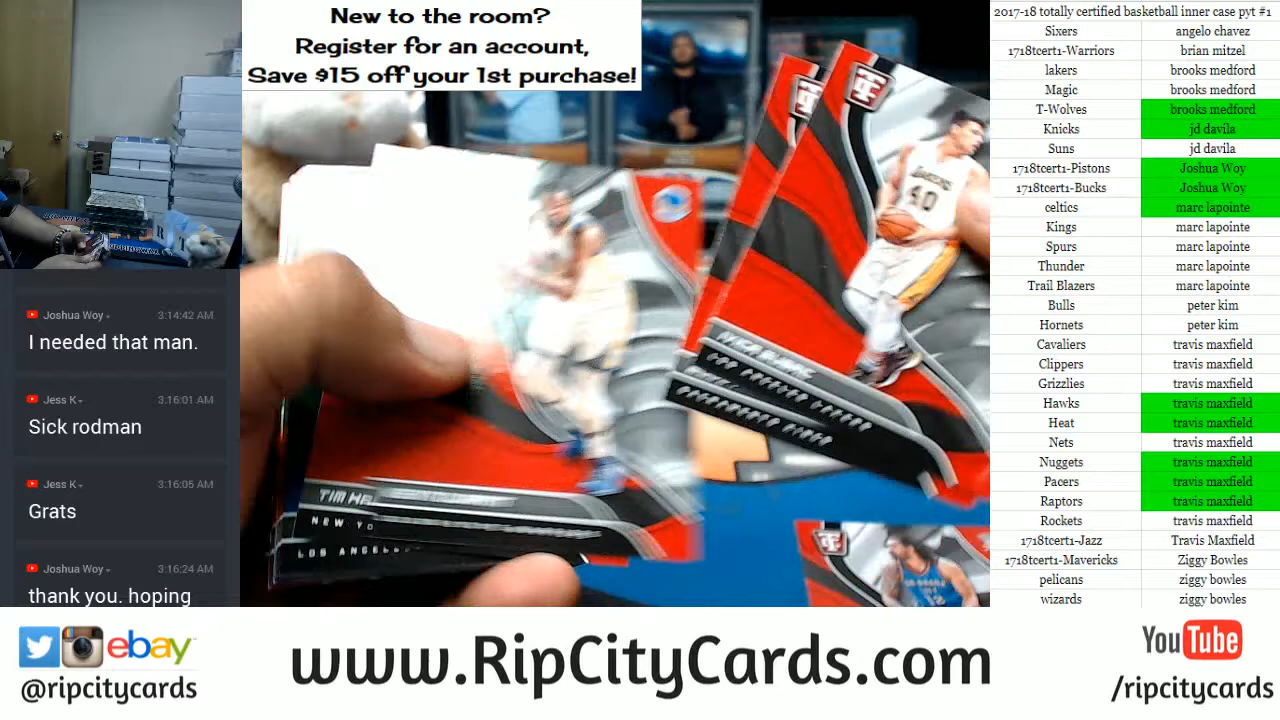 New to the room?
Register for an account,
Save $15 off your 1st purchase!
Joshua Woy
3:14:42 AM
I needed that man.
Jess K
3:16:01 AM
Sick rodman
Jess K
3:16:05 AM
Grats
Joshua Woy
3:16:24 AM
thank you. hoping
40
TIM HA
NEW YO
LOS ANGEL
2017-18 totally certified basketball inner case pyt #1
Sixers angelo chavez
1718tcert1-Warriors brian mitzel
lakers brooks medford
Magic brooks medford
T-Wolves brooks medford
Knicks jd davila
Suns jd davila
1718tcert1-Pistons Joshua Woy
1718tcert1-Bucks Joshua Woy
celtics marc lapointe
Kings marc lapointe
Spurs marc lapointe
Thunder marc lapointe
Trail Blazers marc lapointe
Bulls peter kim
Hornets peter kim
Cavaliers travis maxfield
Clippers travis maxfield
Grizzlies travis maxfield
Hawks travis maxfield
Heat travis maxfield
Nets travis maxfield
Nuggets travis maxfield
Pacers travis maxfield
Raptors travis maxfield
Rockets travis maxfield
1718tcert1-Jazz Travis Maxfield
1718tcert1-Mavericks Ziggy Bowles
pelicans ziggy bowles
wizards ziggy bowles
ebay
@ripcitycards
www.RipCityCards.com
YouTube
/ripcitycards